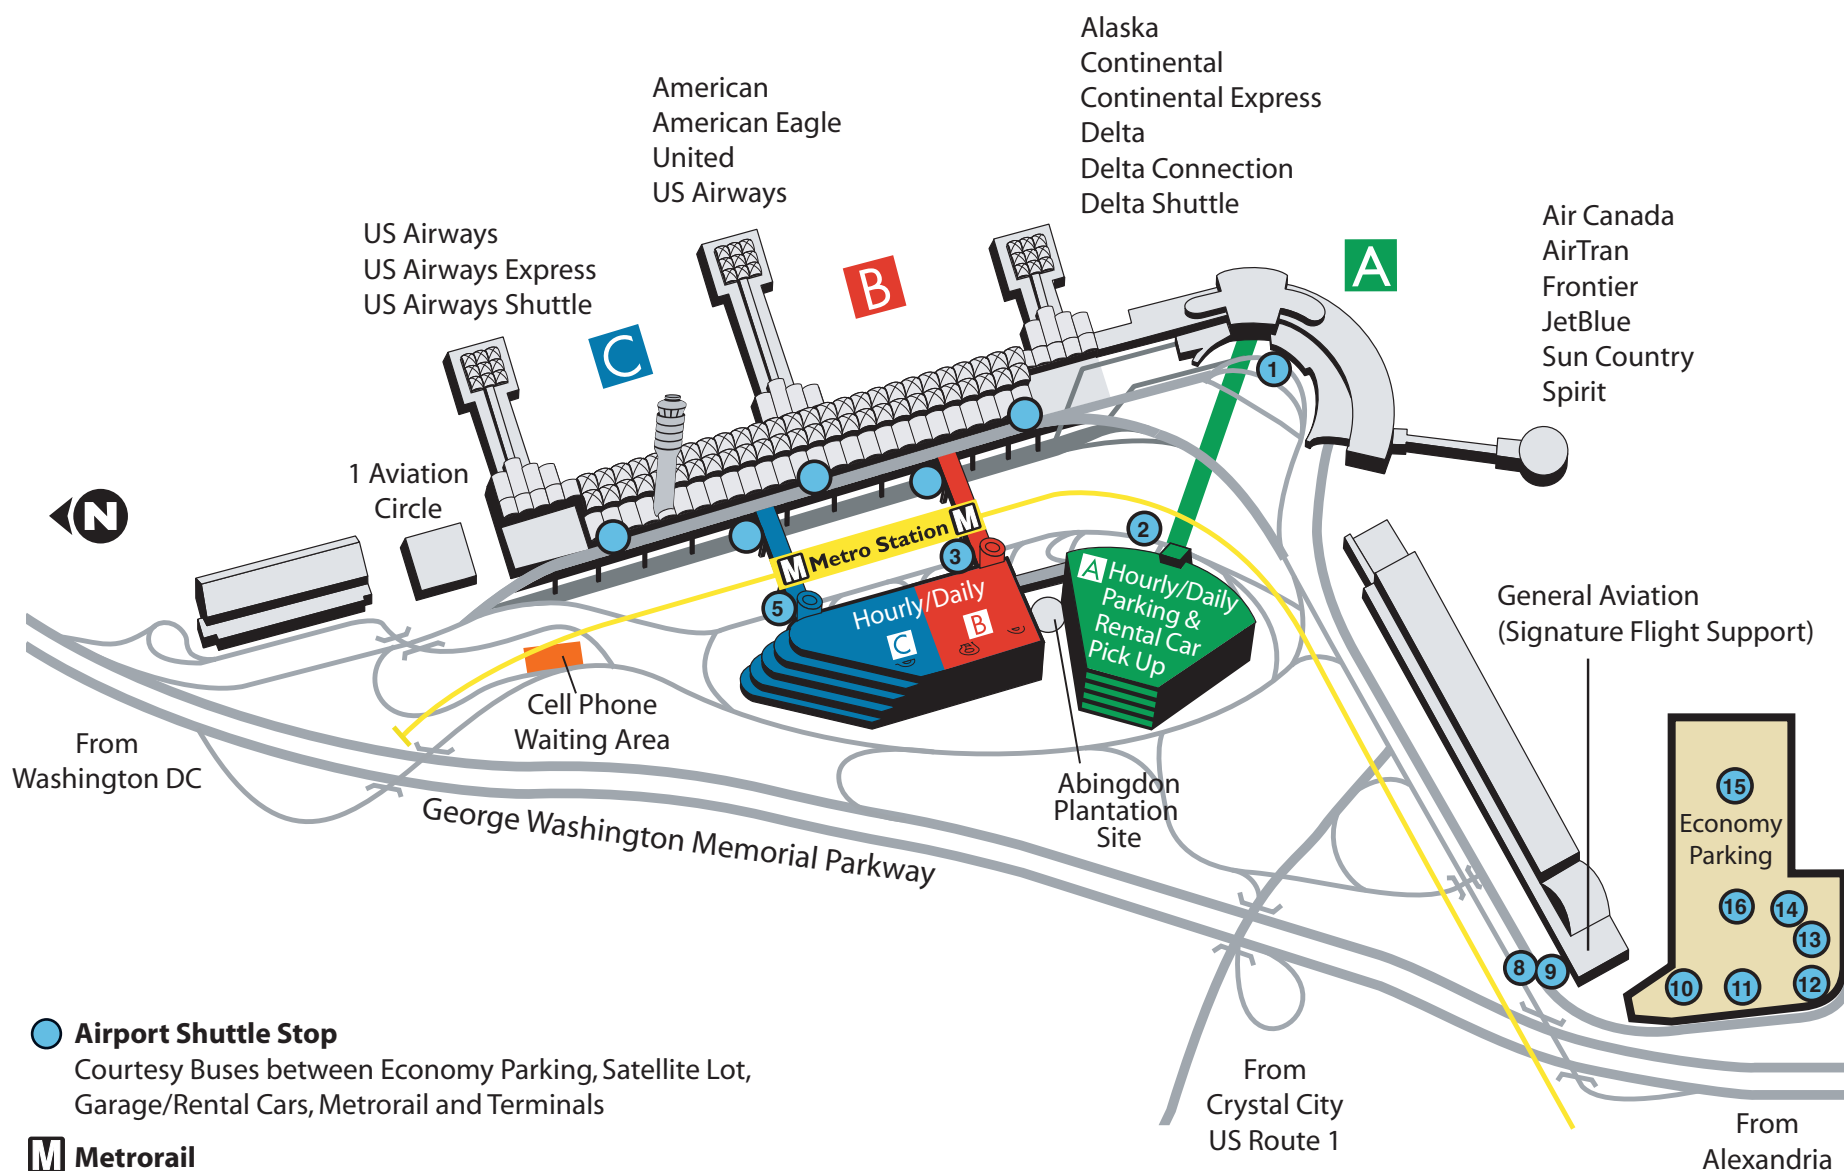 Alaska
Continental
Continental Express
Delta
Delta Connection
Delta Shuttle
American
American Eagle
United
US Airways
Air Canada
AirTran
Frontier
JetBlue
Sun Country
Spirit
US Airways
US Airways Express
US Airways Shuttle
A
B
C
1
1 Aviation
Circle
N
2
M Metro Station M
3
5
A Hourly/Daily
Parking &
Rental Car
Pick Up
Hourly/Daily
C
B
General Aviation
(Signature Flight Support)
Cell Phone
Waiting Area
From
Washington DC
Abingdon
Plantation
Site
George Washington Memorial Parkway
15
Economy
Parking
16
14
13
8
9
10
11
12
Airport Shuttle Stop
Courtesy Buses between Economy Parking, Satellite Lot,
Garage/Rental Cars, Metrorail and Terminals
M Metrorail
From
Crystal City
US Route 1
From
Alexandria